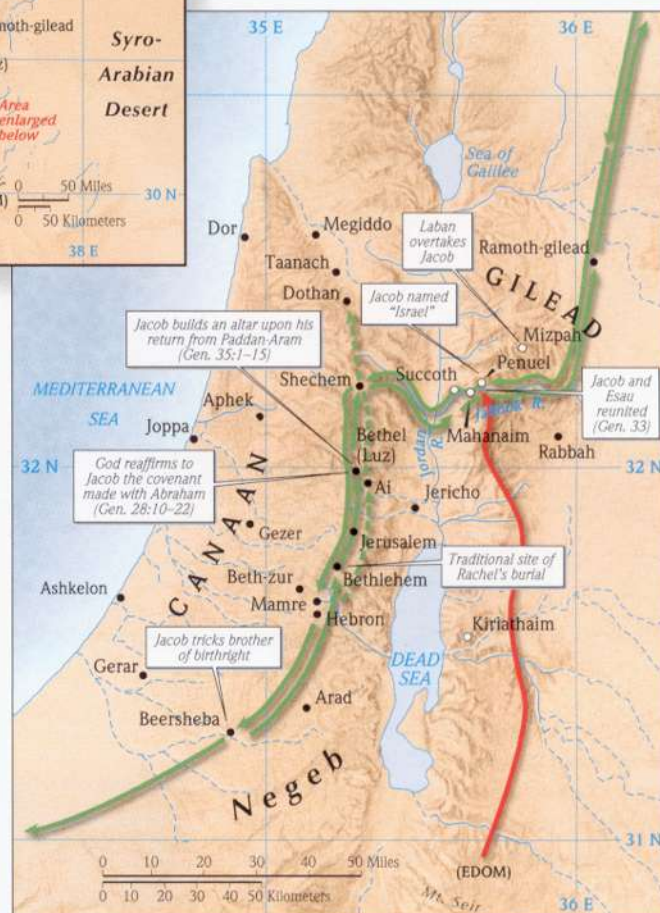 moth-gilead
Syro-
Arabian
Desert
Area
enlarged
below
0 50 Miles
0 50 Kilometers
30 N
38 E
35 E
36 E
Sea of
Galilee
Dor
Megiddo
Laban
overtakes
Jacob
Ramoth-gilead
Taanach
GILEAD
Dothan
Jacob named
"Israel"
Mizpah
Jacob builds an altar upon his
return from Paddan-Aram
(Gen. 35:1–15)
Penuel
Shechem
Succoth
Jacob and
Esau
reunited
(Gen. 33)
MEDITERRANEAN
SEA
Aphek
Jabbok R.
Joppa
Mahanaim
Jordan
R.
Bethel
(Luz)
Rabbah
32 N
32 N
God reaffirms to
Jacob the covenant
made with Abraham
(Gen. 28:10–22)
Ai
Jericho
CANAAN
Gezer
Jerusalem
Traditional site of
Rachel's burial
Beth-zur
Bethlehem
Ashkelon
Mamre
Hebron
Kiriathaim
Jacob tricks brother
of birthright
DEAD
SEA
Gerar
Arad
Beersheba
Negeb
31 N
0 10 20 30 40 50 Miles
0 10 20 30 40 50 Kilometers
(EDOM)
Mt. Seir
36 E